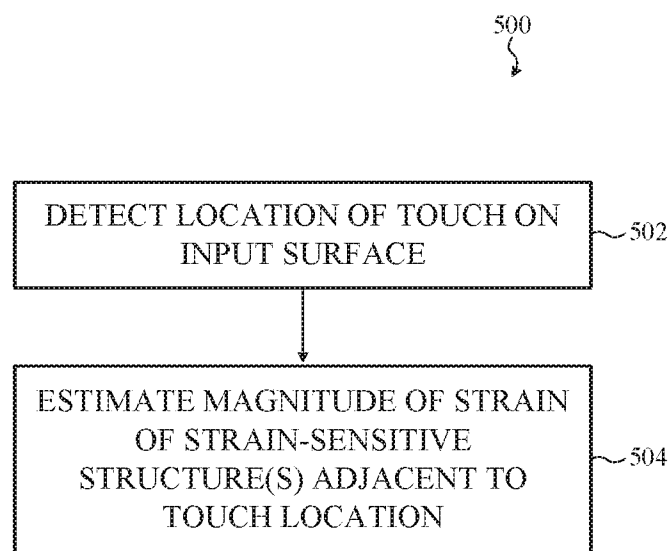 500
DETECT LOCATION OF TOUCH ON
INPUT SURFACE
502
ESTIMATE MAGNITUDE OF STRAIN
OF STRAIN-SENSITIVE
STRUCTURE(S) ADJACENT TO
TOUCH LOCATION
504